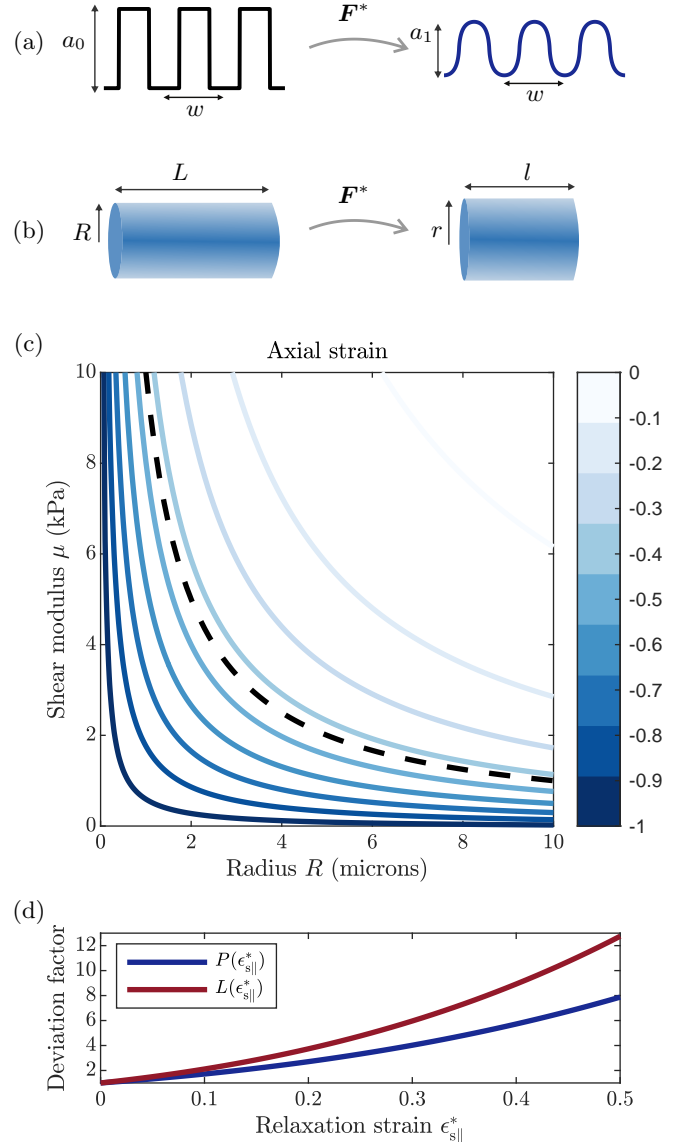 (a) a₀ w F* a₁ w
(b) L R F* l r
(c)
Axial strain
10
8
6
4
2
0
Shear modulus μ (kPa)
0 2 4 6 8 10
Radius R (microns)
0
-0.1
-0.2
-0.3
-0.4
-0.5
-0.6
-0.7
-0.8
-0.9
-1
(d)
Deviation factor
12
10
8
6
4
2
P(ϵ*s∥)
L(ϵ*s∥)
0 0.1 0.2 0.3 0.4 0.5
Relaxation strain ϵ*s∥